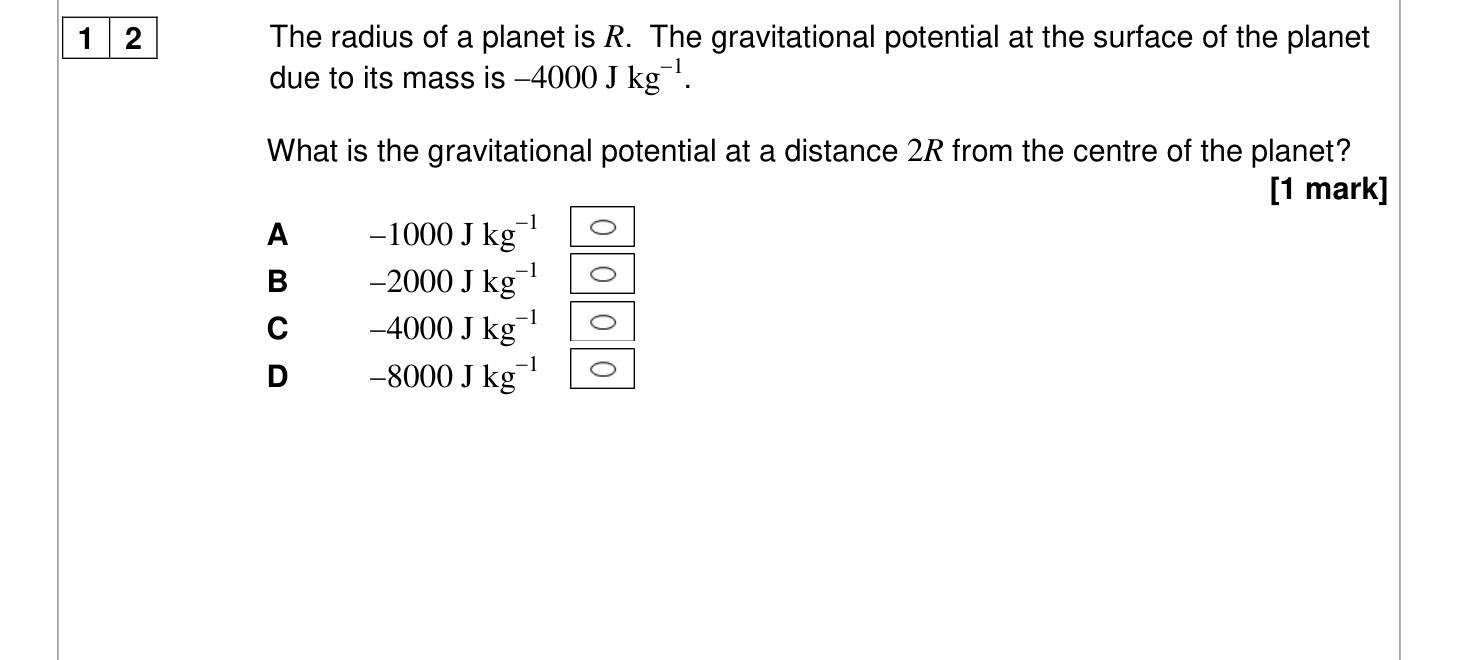 1 2 The radius of a planet is R. The gravitational potential at the surface of the planet
due to its mass is –4000 J kg⁻¹.
What is the gravitational potential at a distance 2R from the centre of the planet?
[1 mark]
A –1000 J kg⁻¹
B –2000 J kg⁻¹
C –4000 J kg⁻¹
D –8000 J kg⁻¹